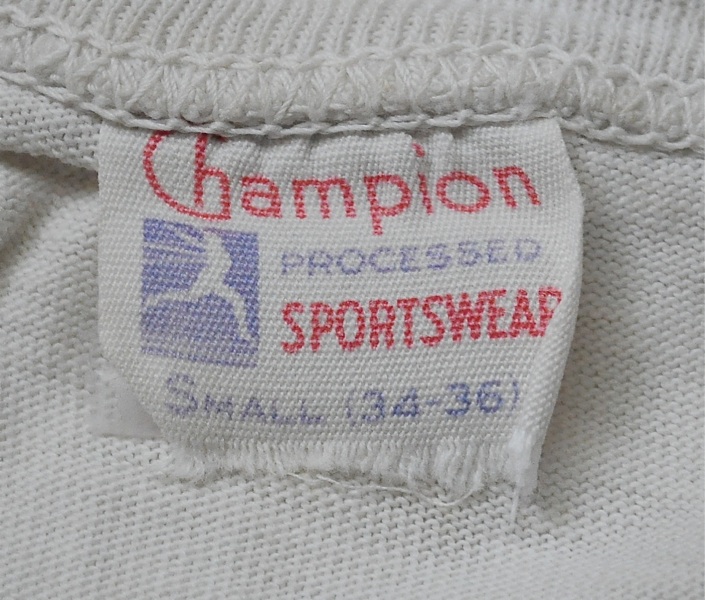 Champion
PROCESSED
SPORTSWEAR
SMALL (34-36)